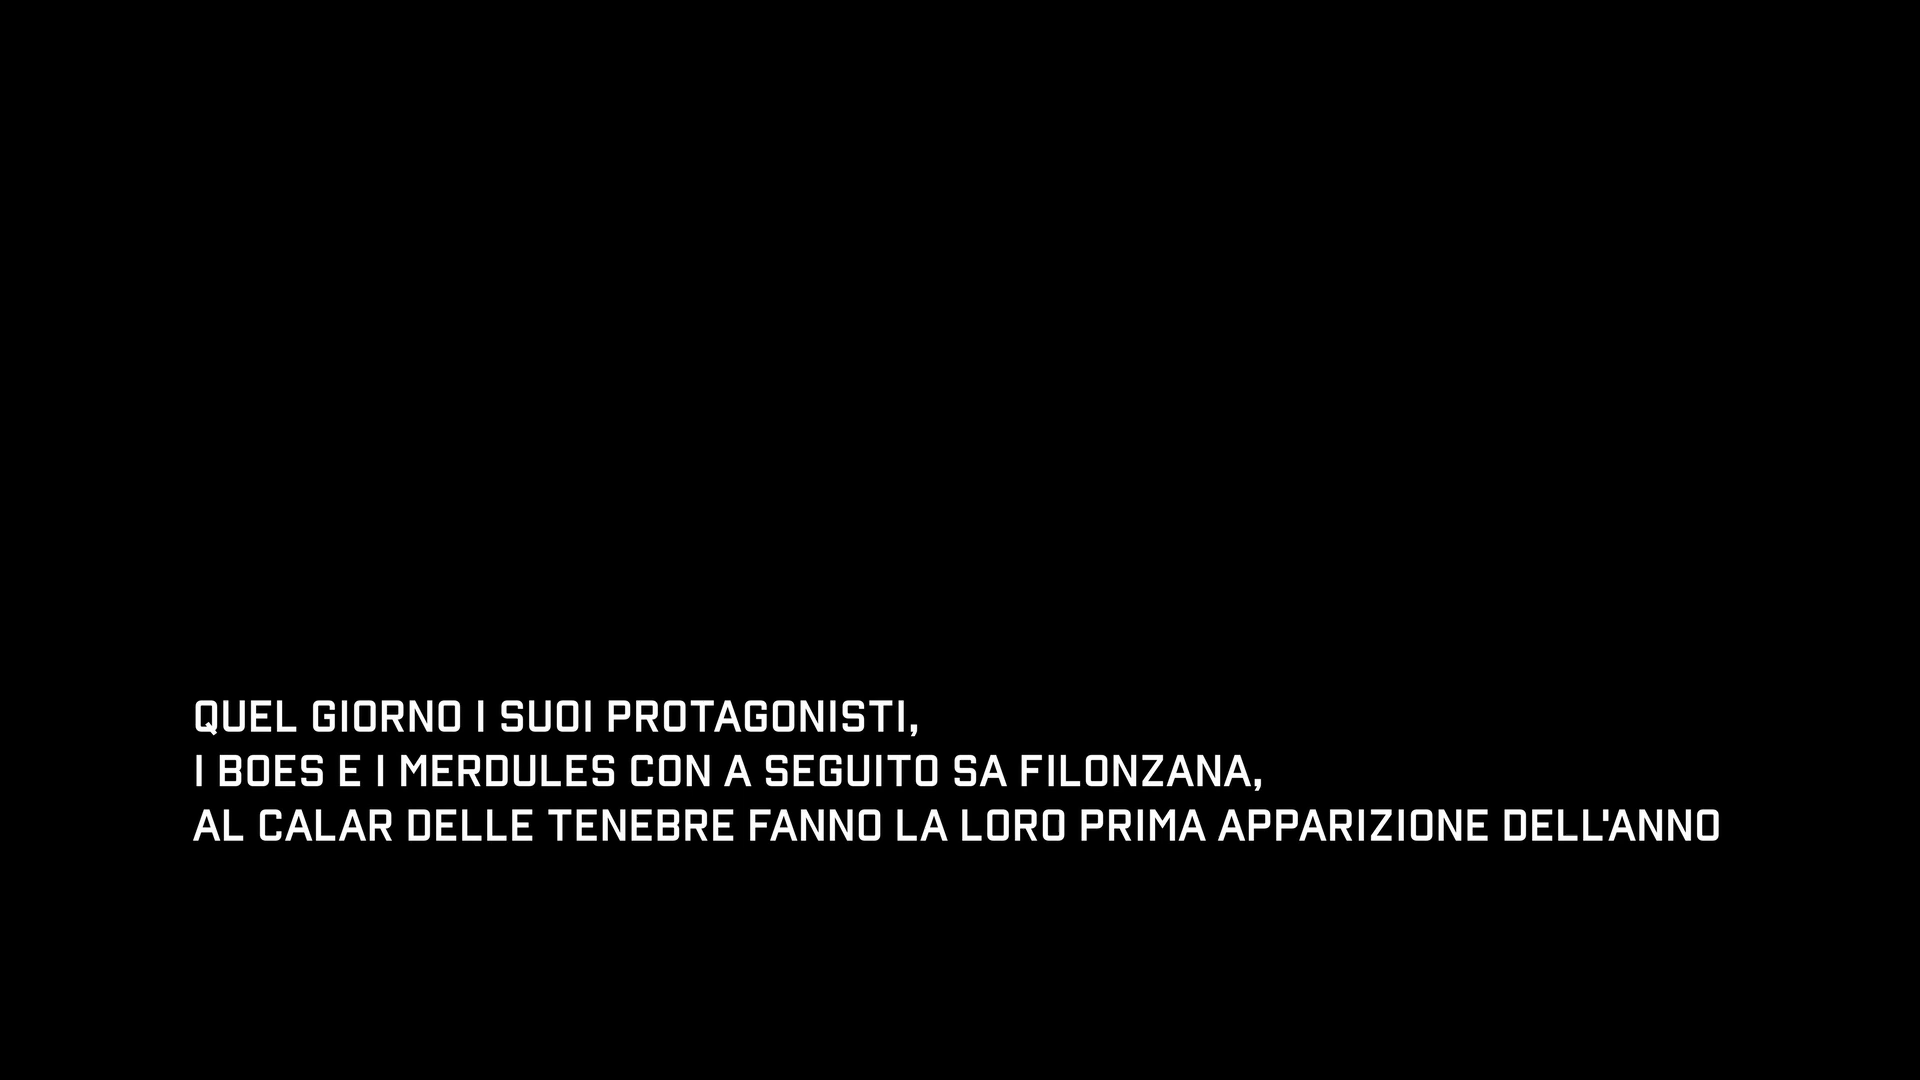 QUEL GIORNO I SUOI PROTAGONISTI,
I BOES E I MERDULES CON A SEGUITO SA FILONZANA,
AL CALAR DELLE TENEBRE FANNO LA LORO PRIMA APPARIZIONE DELL'ANNO